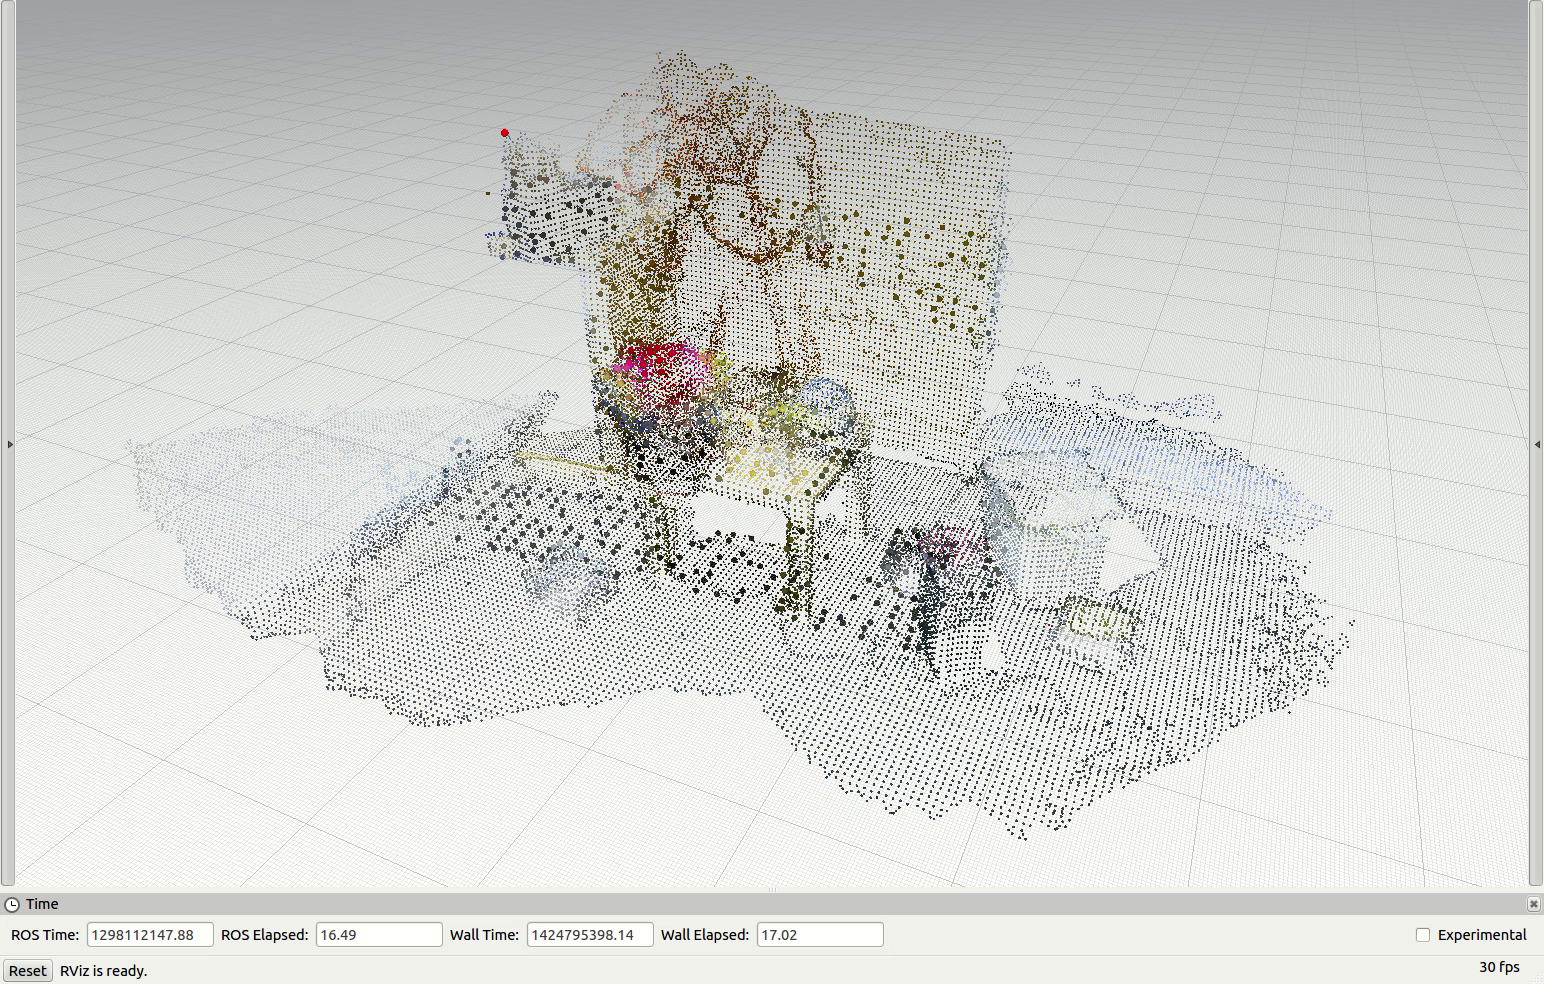 Time
ROS Time: 1298112147.88 ROS Elapsed: 16.49 Wall Time: 1424795398.14 Wall Elapsed: 17.02 Experimental
Reset RViz is ready. 30 fps